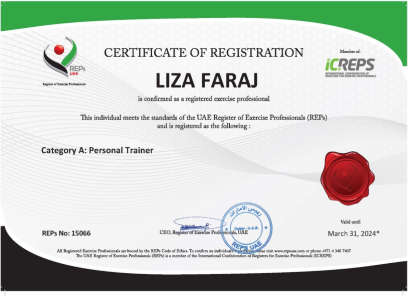 REPs
UAE
Register of Exercise Professionals
CERTIFICATE OF REGISTRATION
Member of:
iCREPS
INTERNATIONAL CONFEDERATION OF
REGISTERS FOR EXERCISE PROFESSIONALS
LIZA FARAJ
is confirmed as a registered exercise professional
This individual meets the standards of the UAE Register of Exercise Professionals (REPs)
and is registered as the following :
Category A: Personal Trainer
Valid until
REPs No: 15066
CEO, Register of Exercise Professionals, UAE.
REPS UAE
March 31, 2024*
All Registered Exercise Professionals are bound by the REPs Code of Ethics. To confirm an individual's visit www.repsuae.com or phone +971 4 340 7407
The UAE Register of Exercise Professionals (REPs) is a member of the International Confederation of Registers for Exercise Professionals (ICREPS)